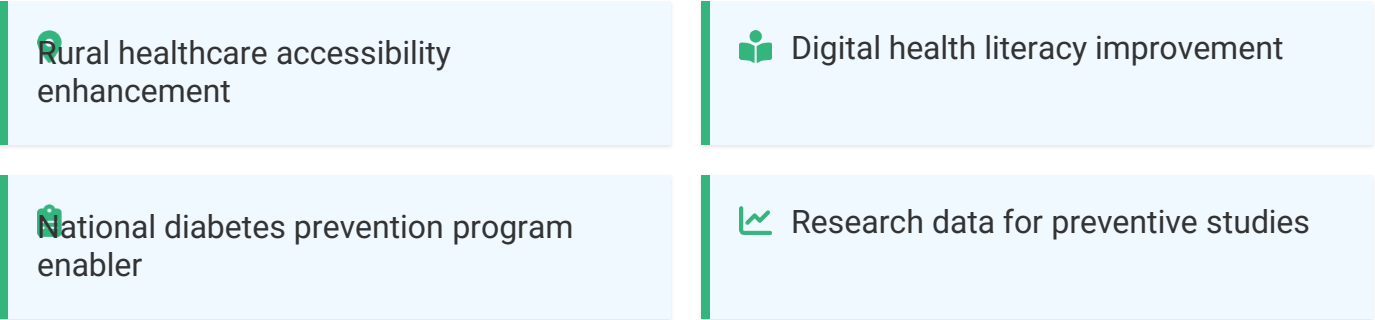 Rural healthcare accessibility
enhancement
Digital health literacy improvement
National diabetes prevention program
enabler
Research data for preventive studies